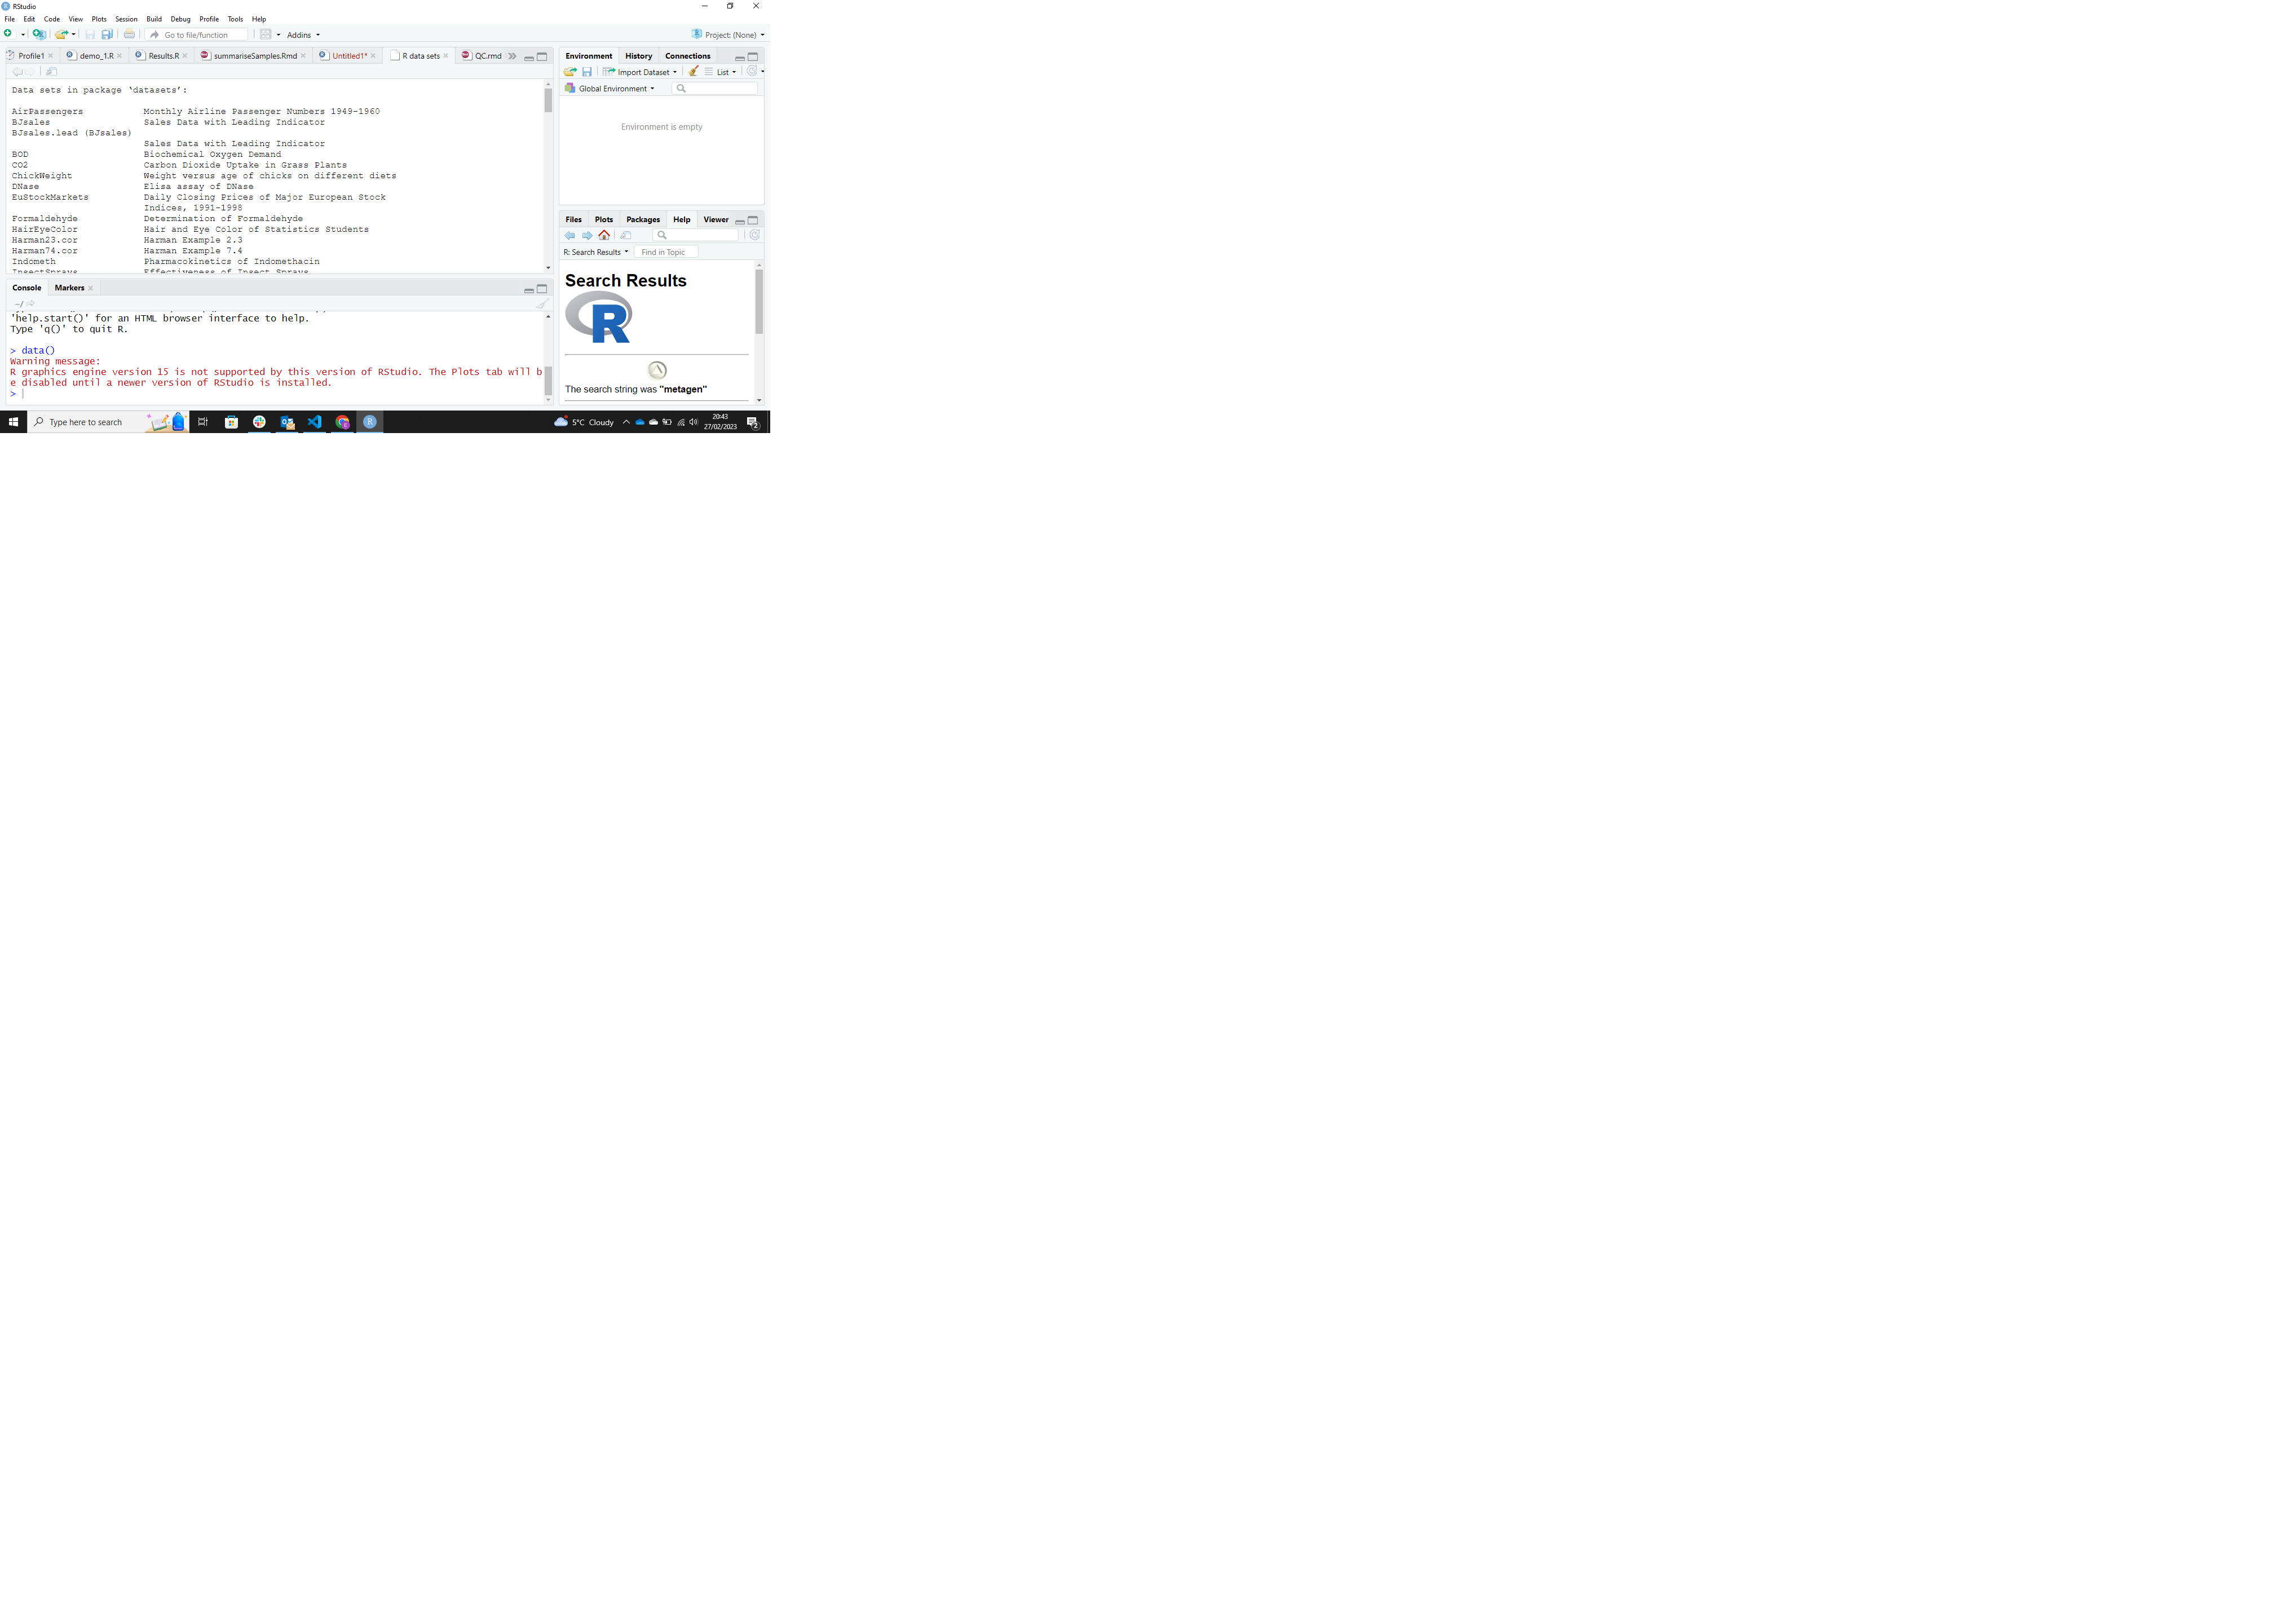 RStudio
File Edit Code View Plots Session Build Debug Profile Tools Help
Go to file/function Addins Project: (None)
Profile1 demo_1.R Results.R summariseSamples.Rmd Untitled1* R data sets QC.rmd
Data sets in package ‘datasets’:
AirPassengers Monthly Airline Passenger Numbers 1949-1960
BJsales Sales Data with Leading Indicator
BJsales.lead (BJsales)
Sales Data with Leading Indicator
BOD Biochemical Oxygen Demand
CO2 Carbon Dioxide Uptake in Grass Plants
ChickWeight Weight versus age of chicks on different diets
DNase Elisa assay of DNase
EuStockMarkets Daily Closing Prices of Major European Stock
Indices, 1991-1998
Formaldehyde Determination of Formaldehyde
HairEyeColor Hair and Eye Color of Statistics Students
Harman23.cor Harman Example 2.3
Harman74.cor Harman Example 7.4
Indometh Pharmacokinetics of Indomethacin
InsectSprays Effectiveness of Insect Sprays
Console Markers
~/
'help.start()' for an HTML browser interface to help.
Type 'q()' to quit R.
> data()
Warning message:
R graphics engine version 15 is not supported by this version of RStudio. The Plots tab will b
e disabled until a newer version of RStudio is installed.
>
Environment History Connections
Import Dataset List
Global Environment
Environment is empty
Files Plots Packages Help Viewer
R: Search Results Find in Topic
Search Results
R
The search string was "metagen"
Type here to search
5°C Cloudy
20:43
27/02/2023
2